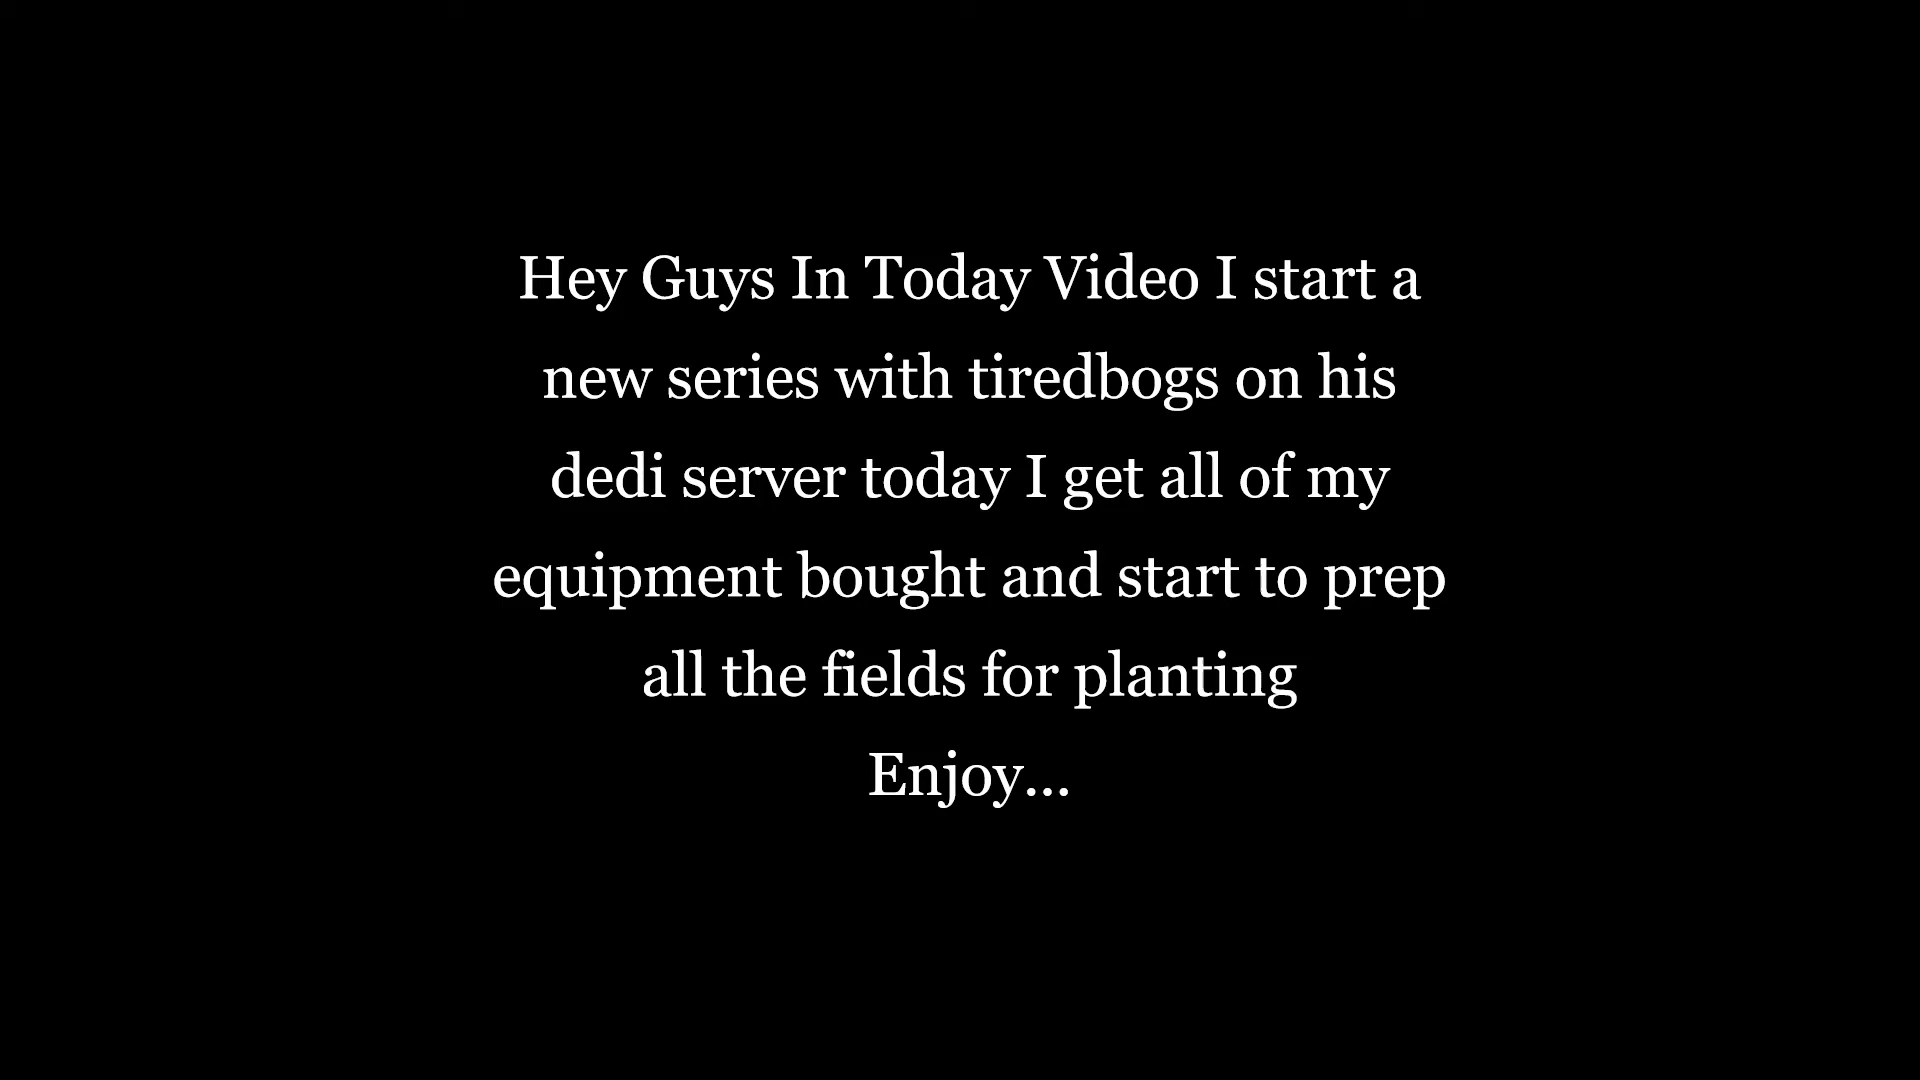 Hey Guys In Today Video I start a
new series with tiredbogs on his
dedi server today I get all of my
equipment bought and start to prep
all the fields for planting
Enjoy...